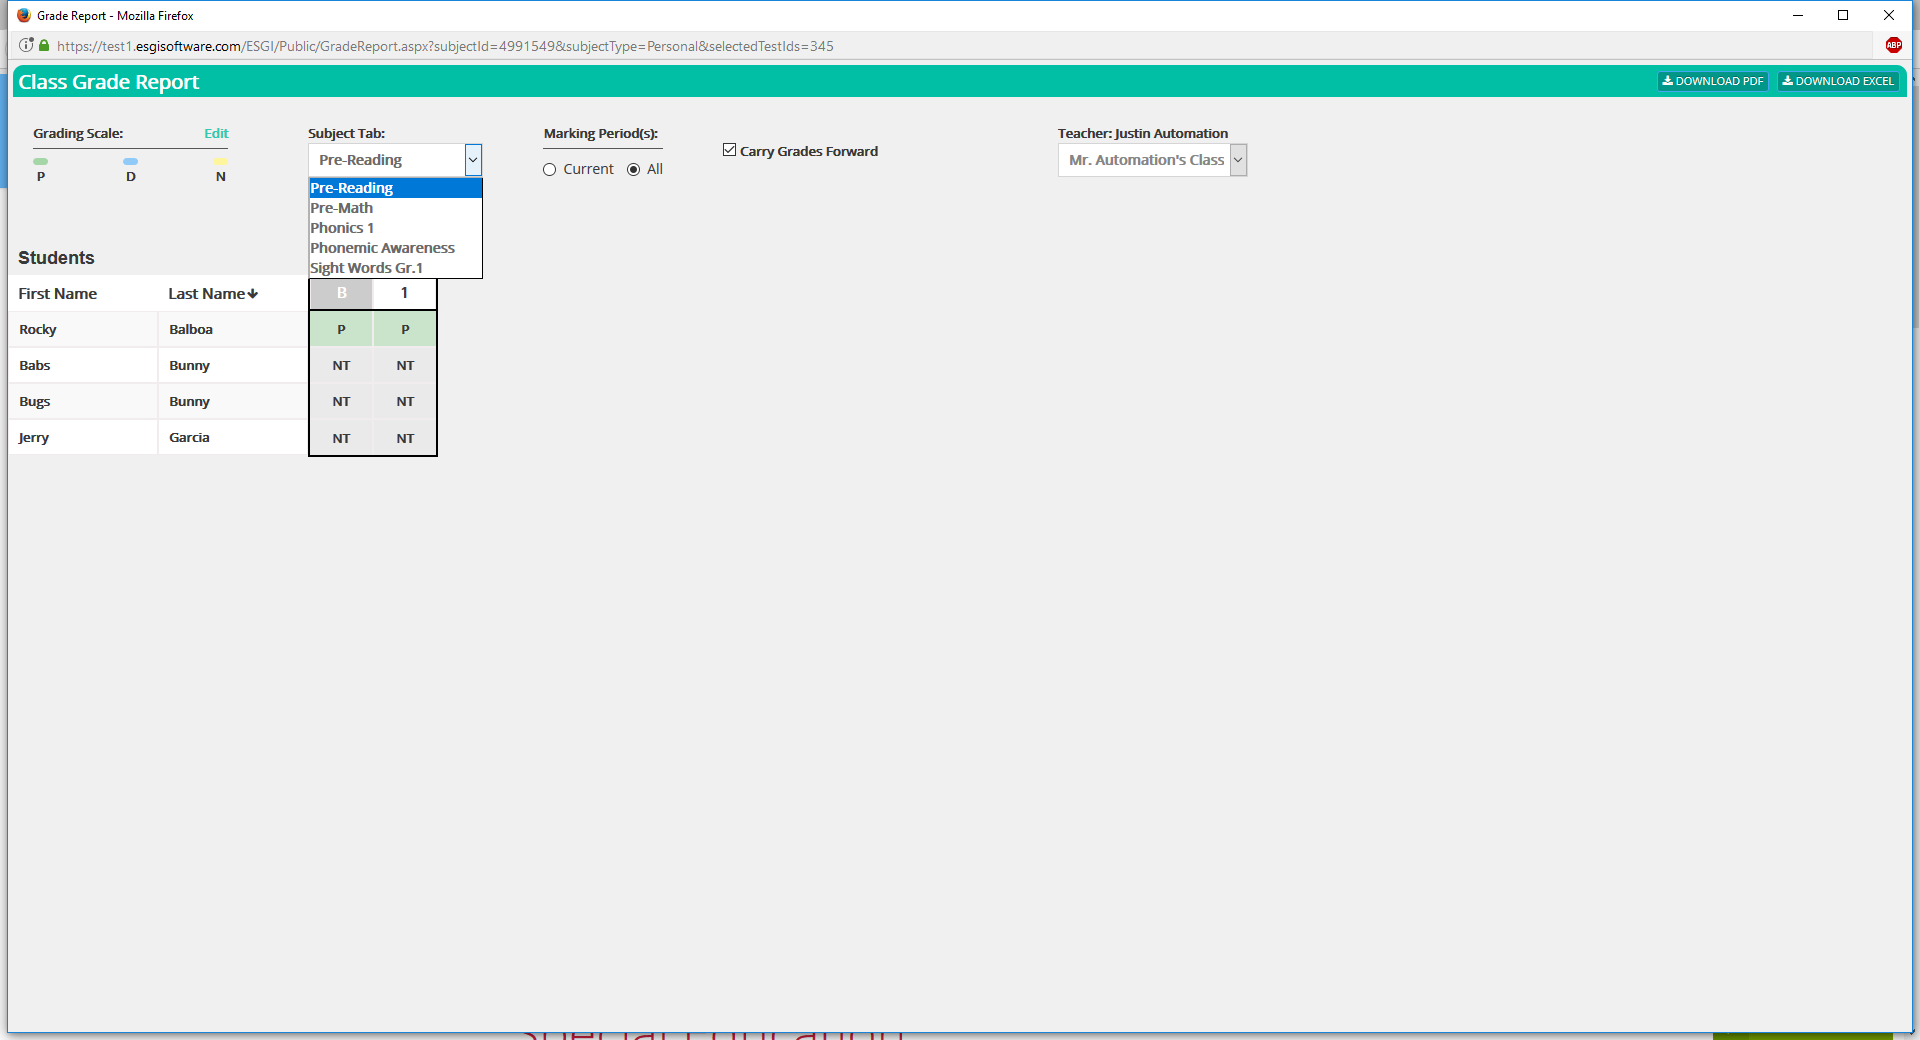 Grade Report - Mozilla Firefox
https://test1.esgisoftware.com/ESGI/Public/GradeReport.aspx?subjectId=4991549&subjectType=Personal&selectedTestIds=345
ABP
Class Grade Report
DOWNLOAD PDF
DOWNLOAD EXCEL
Grading Scale: Edit
P D N
Subject Tab:
Pre-Reading
Pre-Reading
Pre-Math
Phonics 1
Phonemic Awareness
Sight Words Gr.1
Marking Period(s):
Current All
Carry Grades Forward
Teacher: Justin Automation
Mr. Automation's Class
Students
First Name Last Name B 1
Rocky Balboa P P
Babs Bunny NT NT
Bugs Bunny NT NT
Jerry Garcia NT NT
Special Education